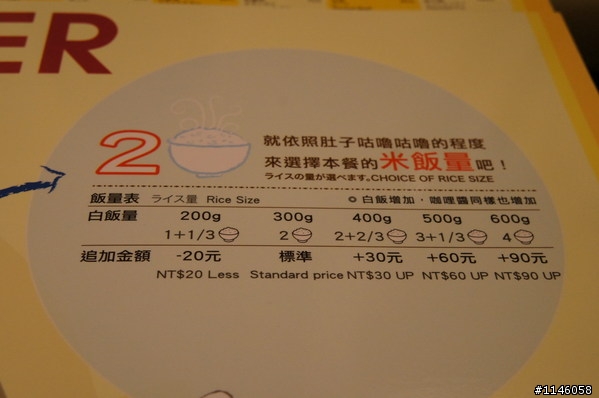 ER
2
就依照肚子咕嚕咕嚕的程度
來選擇本餐的米飯量吧!
ライスの量が選べます。CHOICE OF RICE SIZE
飯量表 ライス量 Rice Size ◎ 白飯增加,咖哩醬同樣也增加
白飯量 200g 300g 400g 500g 600g
1+1/3 2 2+2/3 3+1/3 4
追加金額 -20元 標準 +30元 +60元 +90元
NT$20 Less Standard price NT$30 UP NT$60 UP NT$90 UP
#1146058